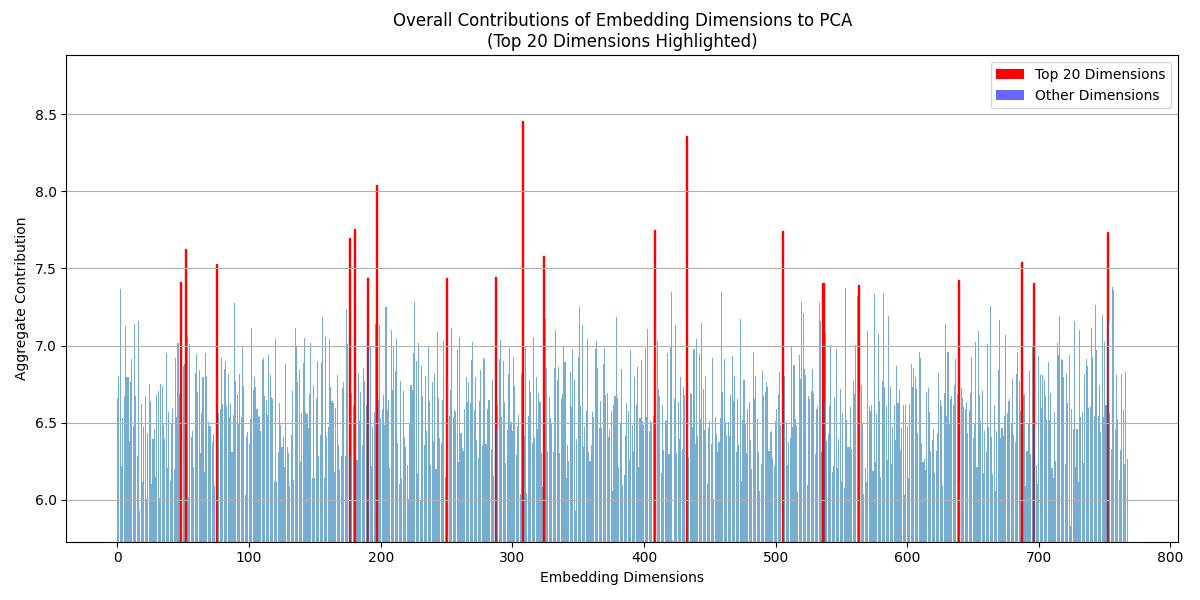 Overall Contributions of Embedding Dimensions to PCA
(Top 20 Dimensions Highlighted)
Top 20 Dimensions
Other Dimensions
Aggregate Contribution
8.5
8.0
7.5
7.0
6.5
6.0
0
100
200
300
400
500
600
700
800
Embedding Dimensions